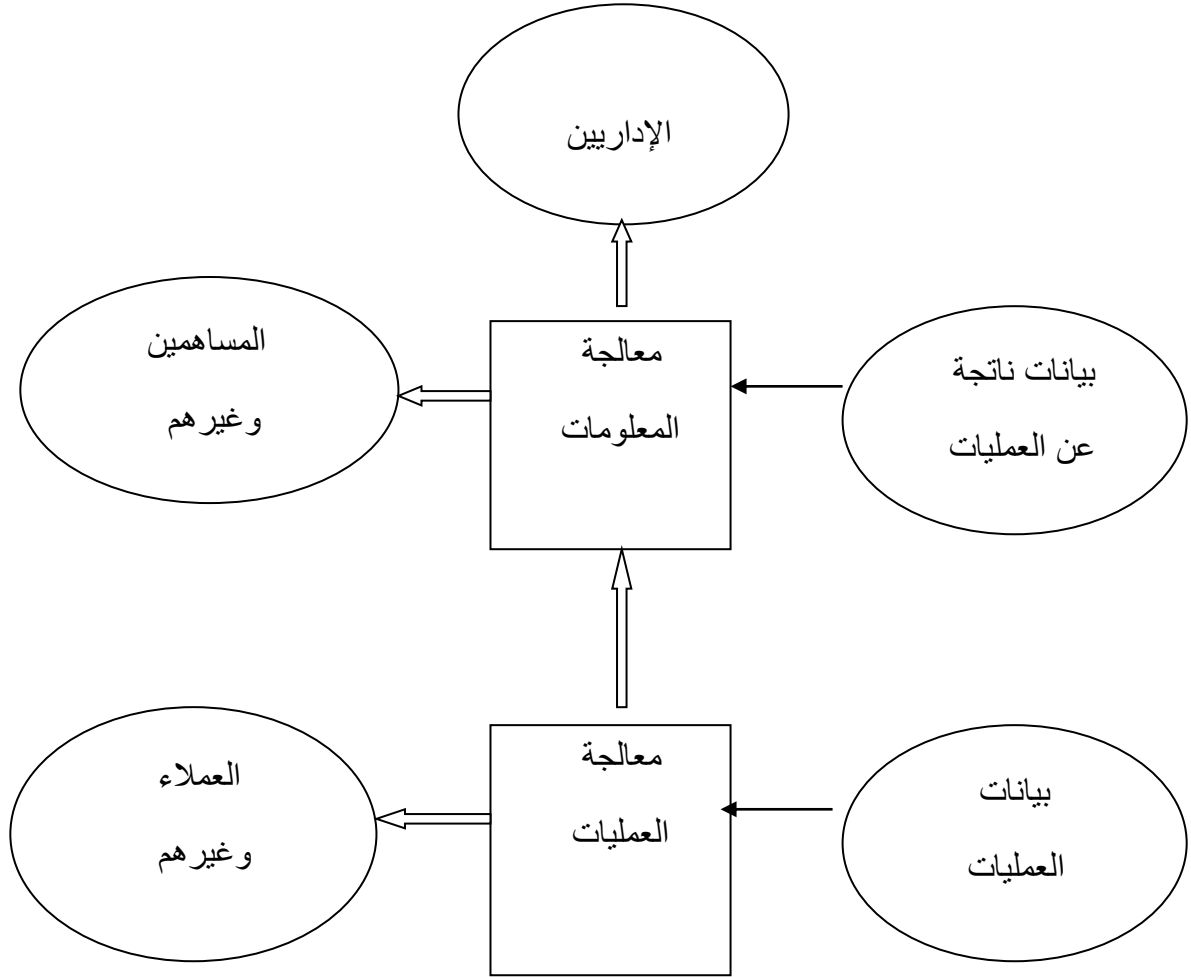 الإداريين
بيانات ناتجة
عن العمليات
معالجة
المعلومات
المساهمين
وغيرهم
بيانات
العمليات
معالجة
العمليات
العملاء
وغيرهم